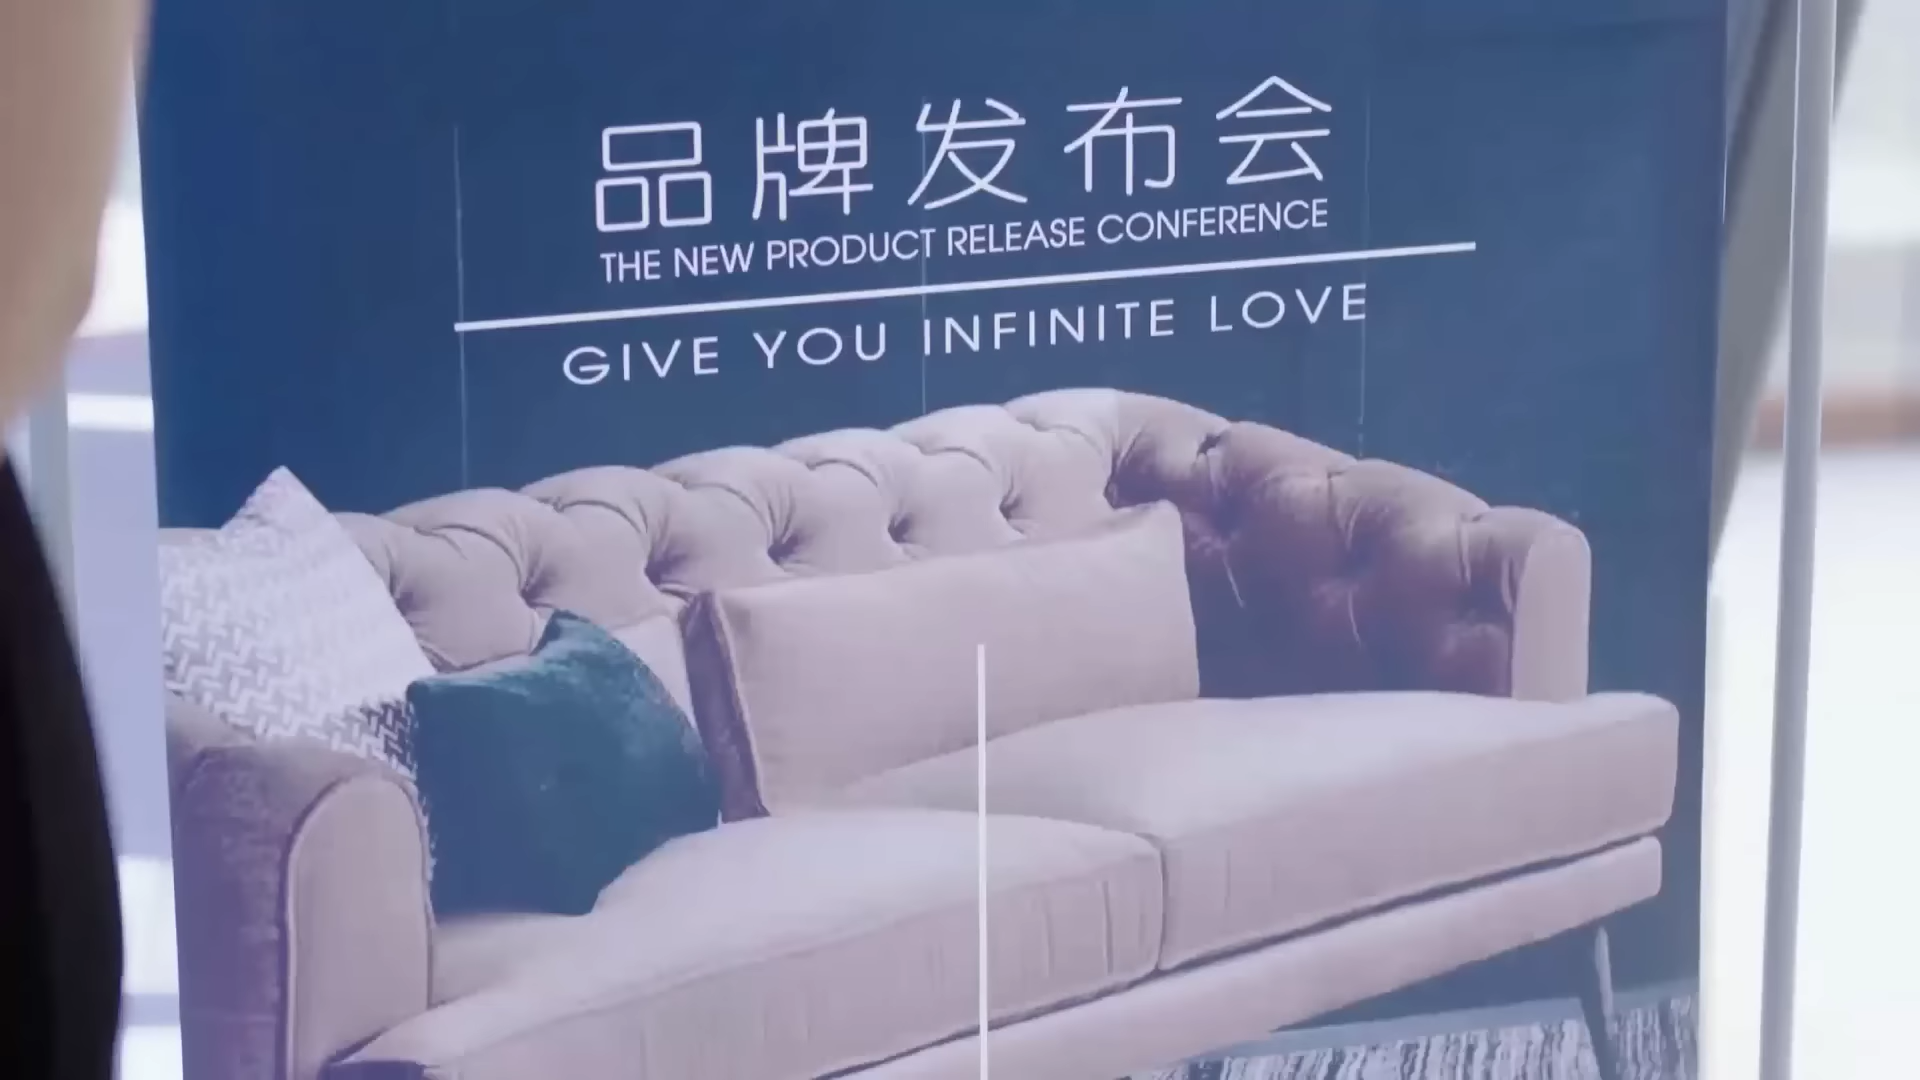 品牌发布会
THE NEW PRODUCT RELEASE CONFERENCE
GIVE YOU INFINITE LOVE